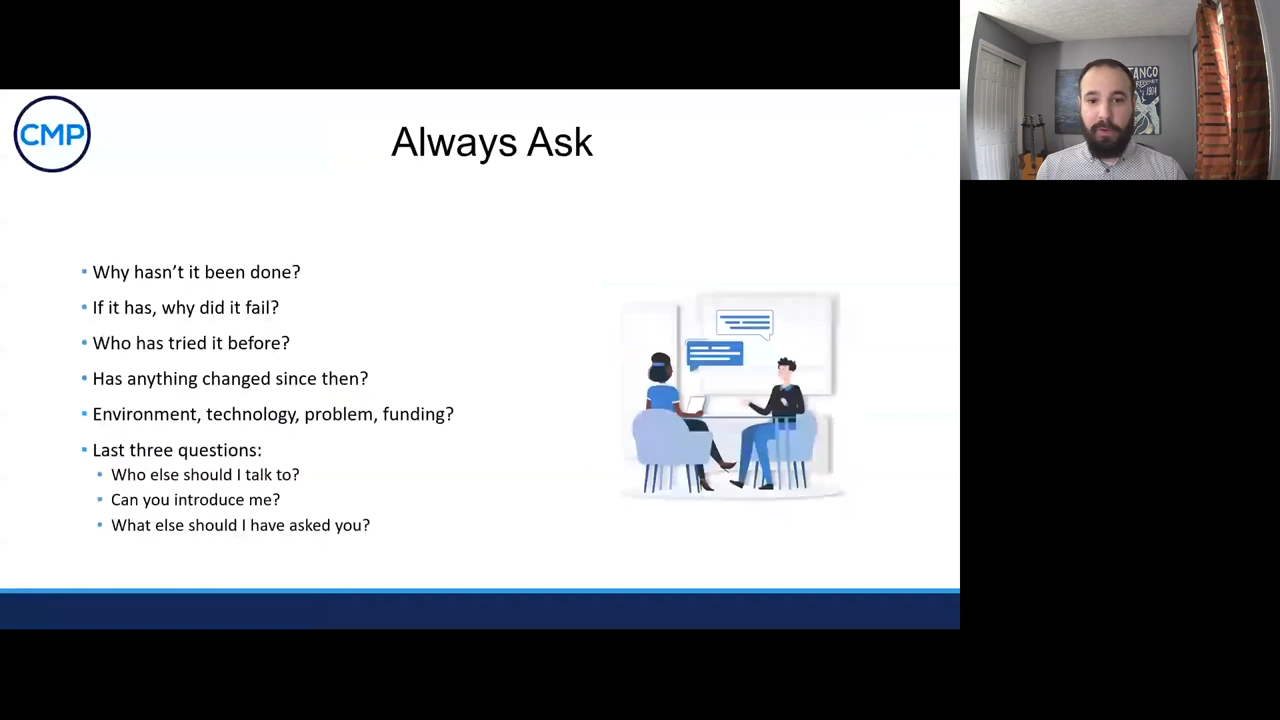 CMP
Always Ask
Why hasn't it been done?
If it has, why did it fail?
Who has tried it before?
Has anything changed since then?
Environment, technology, problem, funding?
Last three questions:
Who else should I talk to?
Can you introduce me?
What else should I have asked you?
TANCO
1904